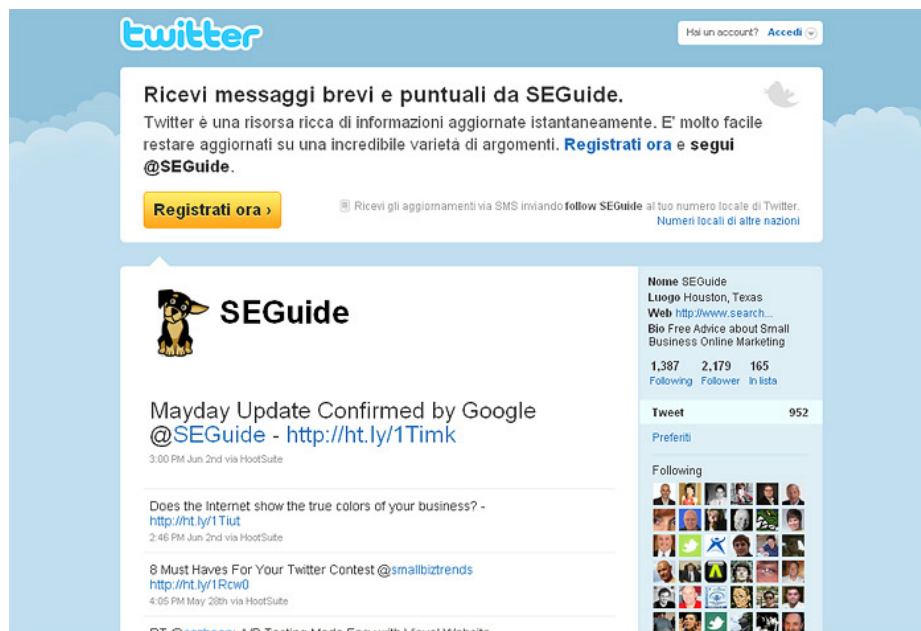 twitter
Hai un account? Accedi
Ricevi messaggi brevi e puntuali da SEGuide.
Twitter è una risorsa ricca di informazioni aggiornate istantaneamente. E' molto facile
restare aggiornati su una incredibile varietà di argomenti. Registrati ora e segui
@SEGuide.
Registrati ora ›
Ricevi gli aggiornamenti via SMS inviando follow SEGuide al tuo numero locale di Twitter.
Numeri locali di altre nazioni
SEGuide
Mayday Update Confirmed by Google
@SEGuide - http://ht.ly/1Timk
3:00 PM Jun 2nd via HootSuite
Does the Internet show the true colors of your business? -
http://ht.ly/1Tiut
2:46 PM Jun 2nd via HootSuite
8 Must Haves For Your Twitter Contest @smallbiztrends
http://ht.ly/1Rcw0
4:05 PM May 28th via HootSuite
Nome SEGuide
Luogo Houston, Texas
Web http://www.search...
Bio Free Advice about Small
Business Online Marketing
1,387 2,179 165
Following Follower In lista
Tweet 952
Preferiti
Following